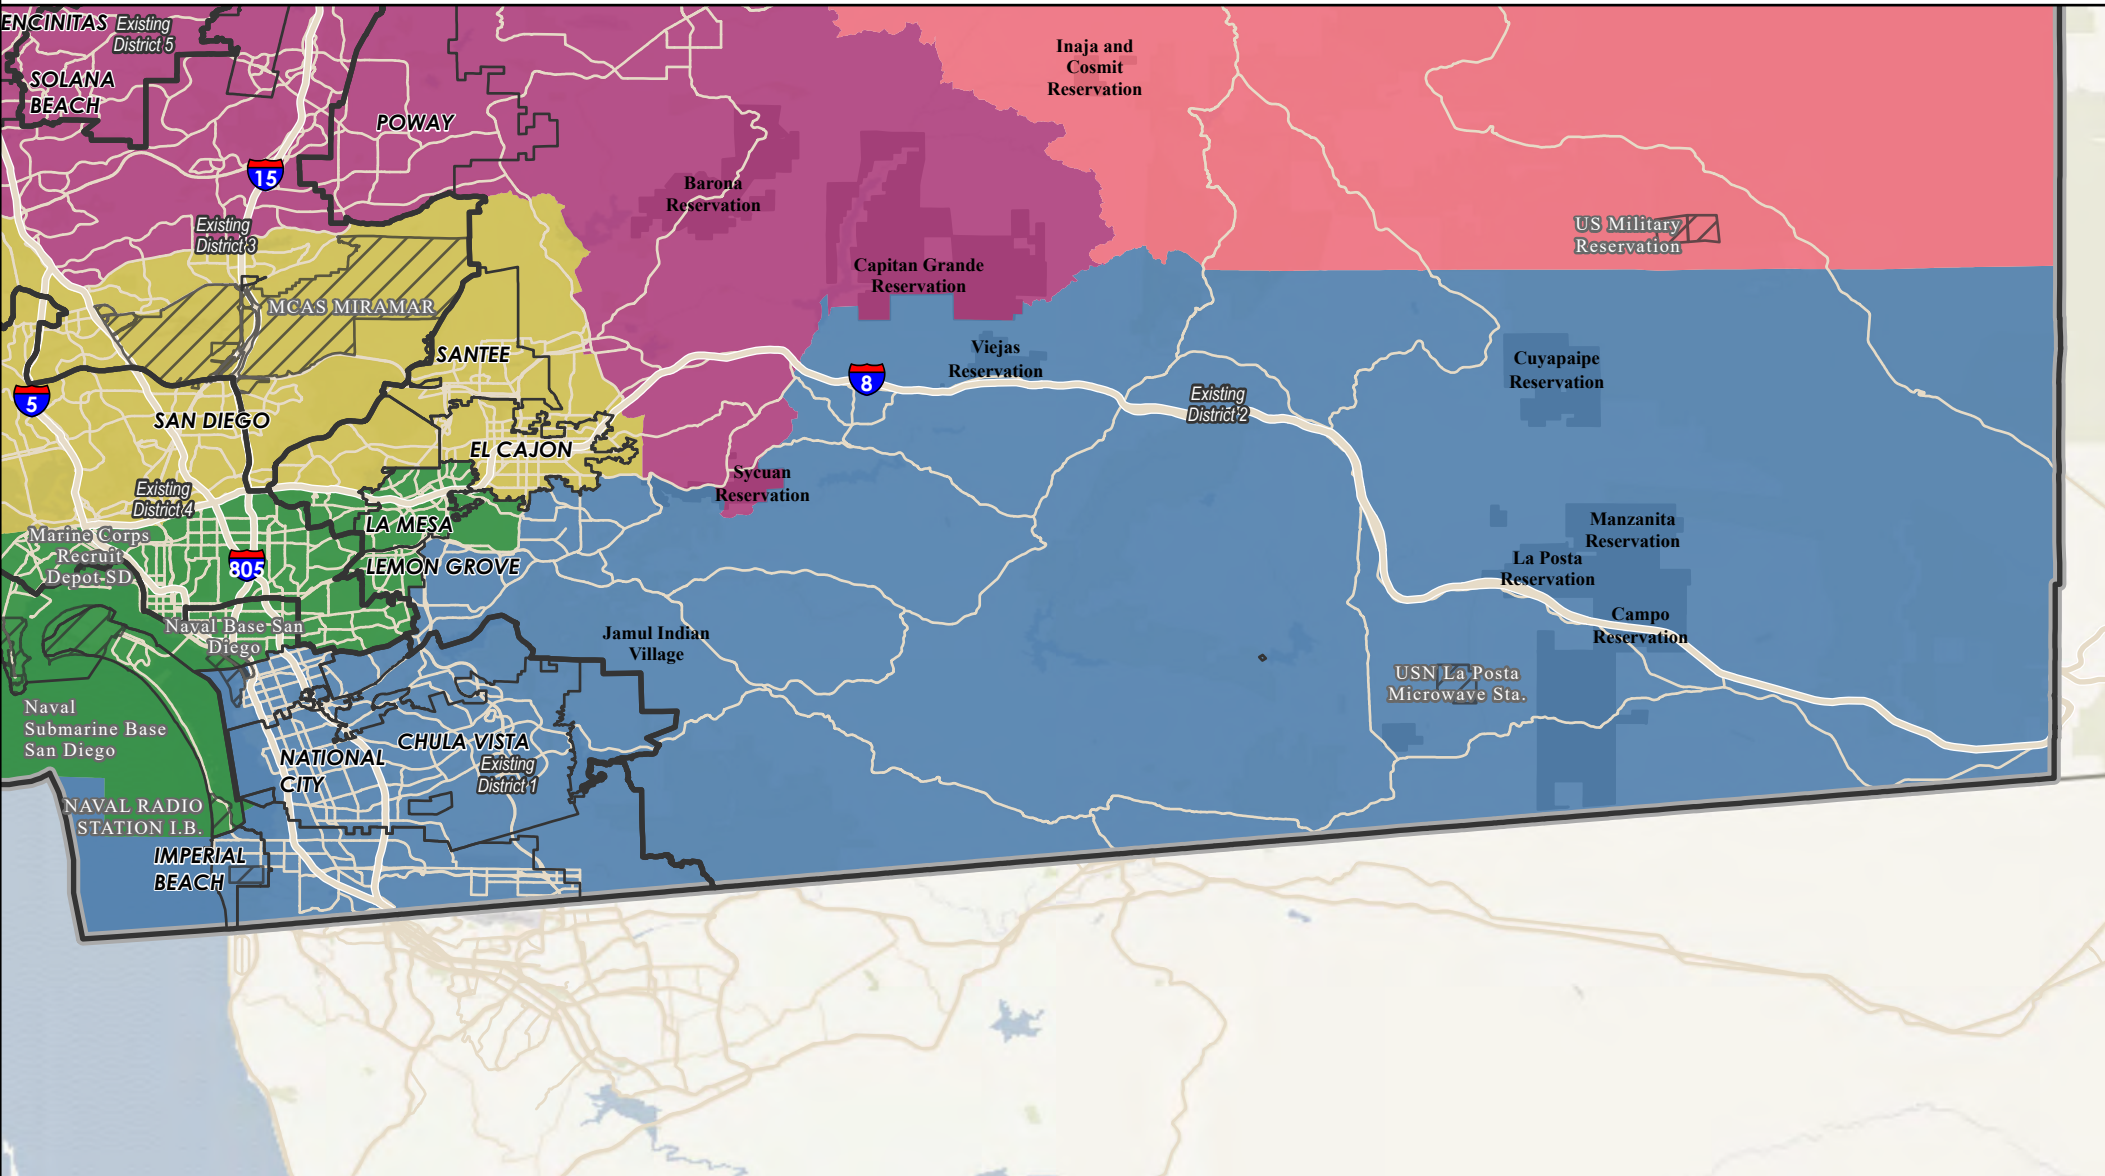 ENCINITAS
Existing
District 5
SOLANA
BEACH
POWAY
Inaja and
Cosmit
Reservation
15
Barona
Reservation
Existing
District 3
US Military
Reservation
Capitan Grande
Reservation
MCAS MIRAMAR
SANTEE
Viejas
Reservation
Cuyapaipe
Reservation
5
8
Existing
District 2
SAN DIEGO
EL CAJON
Sycuan
Reservation
Existing
District 4
LA MESA
Manzanita
Reservation
Marine Corps
Recruit
Depot SD
805
LEMON GROVE
La Posta
Reservation
Campo
Reservation
Naval Base San
Diego
Jamul Indian
Village
USN La Posta
Microwave Sta.
Naval
Submarine Base
San Diego
NATIONAL
CITY
CHULA VISTA
Existing
District 1
NAVAL RADIO
STATION I.B.
IMPERIAL
BEACH